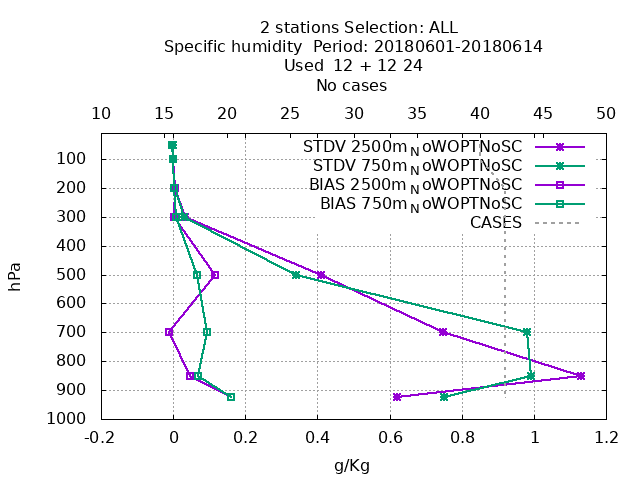 2 stations Selection: ALL
Specific humidity  Period: 20180601-20180614
Used  12 + 12 24
No cases
10 15 20 25 30 35 40 45 50
STDV 2500m_NoWOPTNoSC
STDV 750m_NoWOPTNoSC
BIAS 2500m_NoWOPTNoSC
BIAS 750m_NoWOPTNoSC
CASES
hPa
100
200
300
400
500
600
700
800
900
1000
-0.2 0 0.2 0.4 0.6 0.8 1 1.2
g/Kg